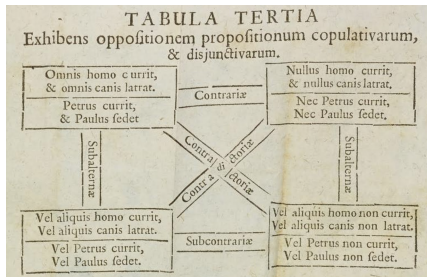 TABULA TERTIA
Exhibens oppositionem propositionum copulativarum,
& disjunctivarum.
Omnis homo currit,
& omnis canis latrat.
Petrus currit,
& Paulus sedet
Contrariæ
Nullus homo currit,
& nullus canis latrat.
Nec Petrus currit,
Nec Paulus sedet
Subalternæ
Contradictoriæ
Contradictoriæ
Subalternæ
Vel aliquis homo currit,
Vel aliquis canis latrat.
Vel Petrus currit,
Vel Paulus sedet.
Subcontrariæ
Vel aliquis homo non currit,
Vel aliquis canis non latrat.
Vel Petrus non currit,
Vel Paulus non sedet.